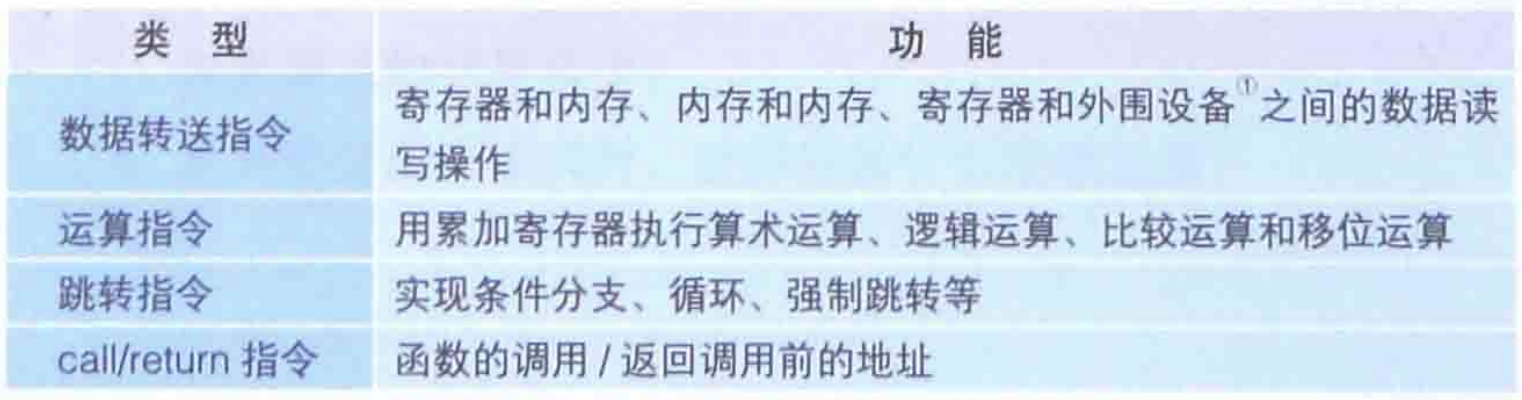 类 型 功 能
数据转送指令 寄存器和内存、内存和内存、寄存器和外围设备①之间的数据读
写操作
运算指令 用累加寄存器执行算术运算、逻辑运算、比较运算和移位运算
跳转指令 实现条件分支、循环、强制跳转等
call/return 指令 函数的调用 / 返回调用前的地址